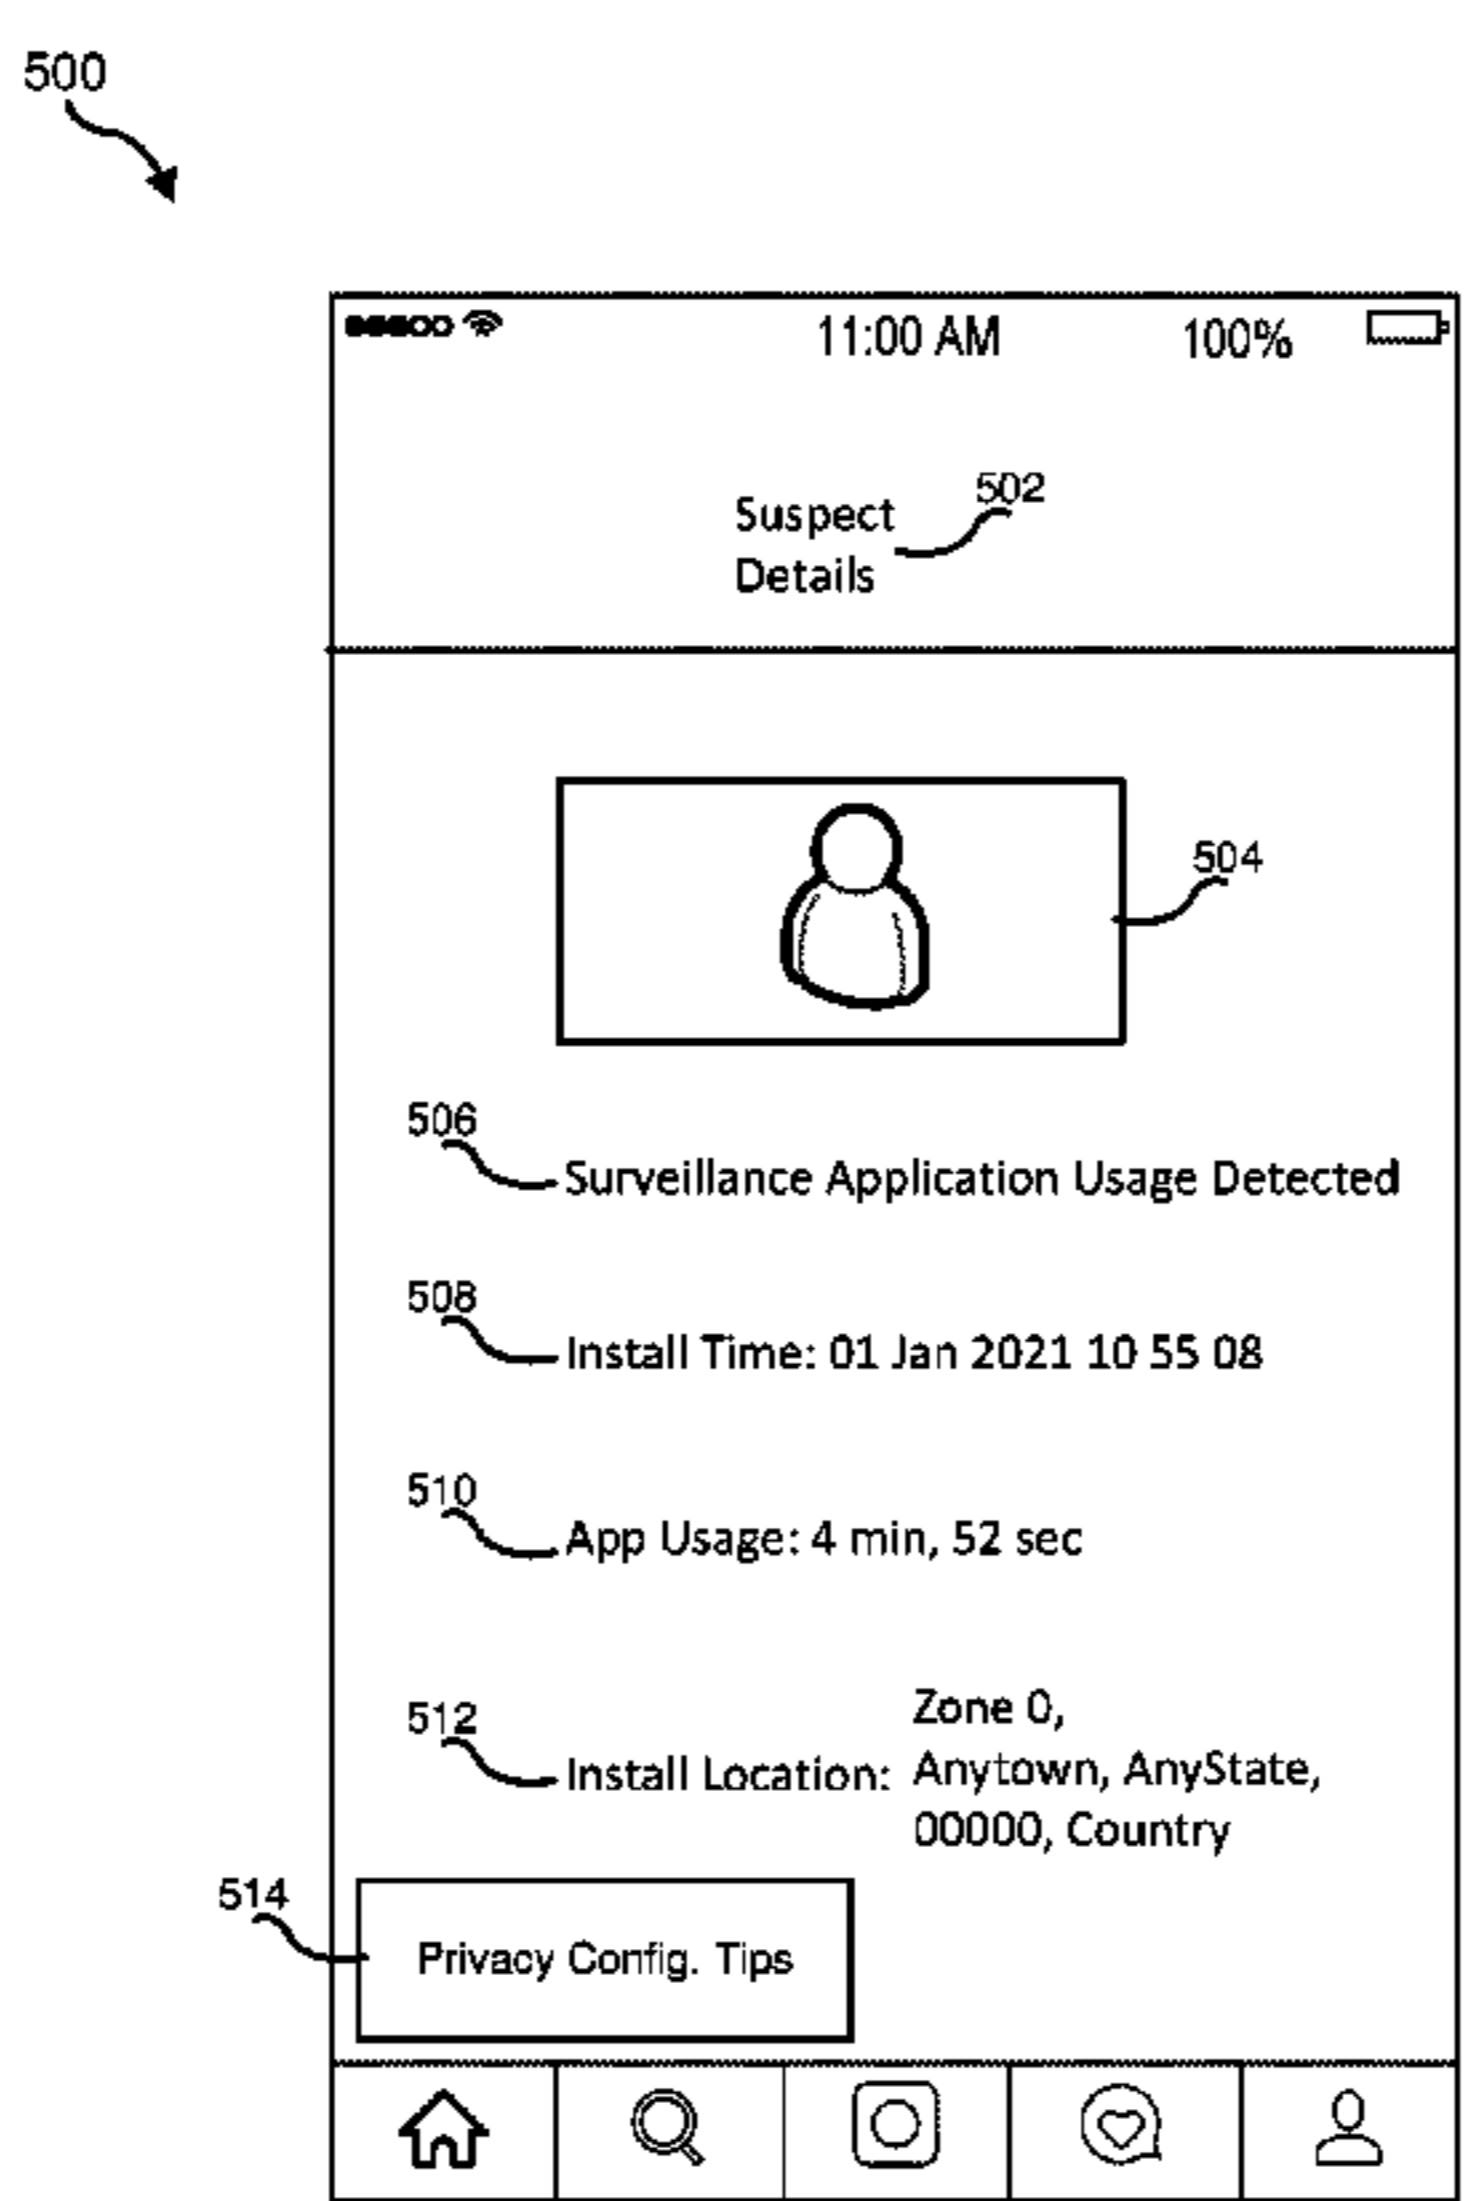 500
11:00 AM 100%
502
Suspect
Details
504
506
Surveillance Application Usage Detected
508
Install Time: 01 Jan 2021 10 55 08
510
App Usage: 4 min, 52 sec
512
Install Location:
Zone 0,
Anytown, AnyState,
00000, Country
514
Privacy Config. Tips